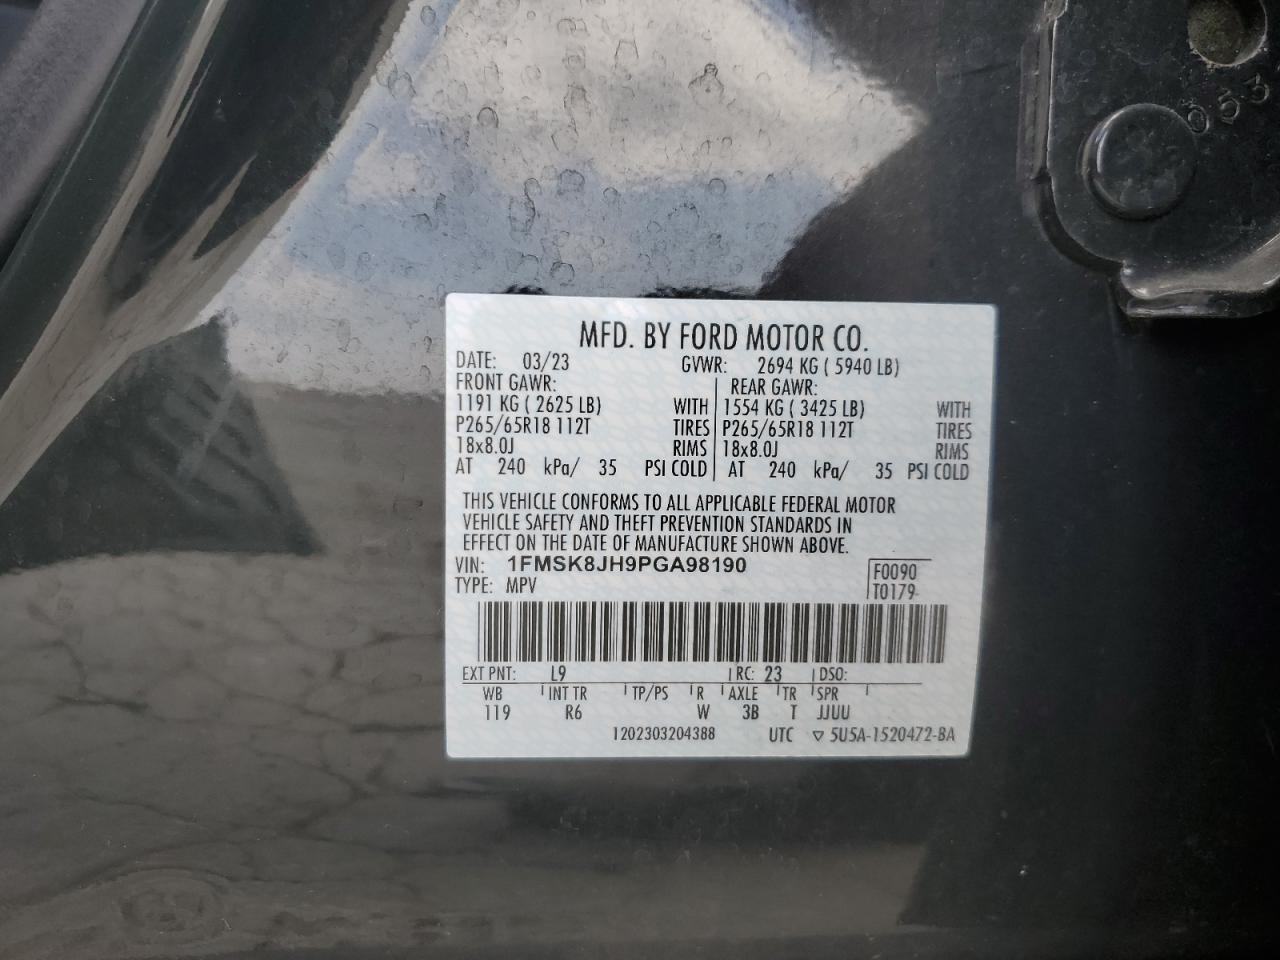 053
MFD. BY FORD MOTOR CO.
DATE: 03/23 GVWR: 2694 KG ( 5940 LB)
FRONT GAWR: REAR GAWR:
1191 KG ( 2625 LB) WITH 1554 KG ( 3425 LB) WITH
P265/65R18 112T TIRES P265/65R18 112T TIRES
18x8.0J RIMS 18x8.0J RIMS
AT 240 kPa/ 35 PSI COLD AT 240 kPa/ 35 PSI COLD
THIS VEHICLE CONFORMS TO ALL APPLICABLE FEDERAL MOTOR
VEHICLE SAFETY AND THEFT PREVENTION STANDARDS IN
EFFECT ON THE DATE OF MANUFACTURE SHOWN ABOVE.
VIN: 1FMSK8JH9PGA98190 F0090
TYPE: MPV T0179
EXT PNT: L9 RC: 23 DSO:
WB INT TR TP/PS R AXLE TR SPR
119 R6 W 3B T JJUU
1202303204388 UTC ▽ 5U5A-1520472-BA